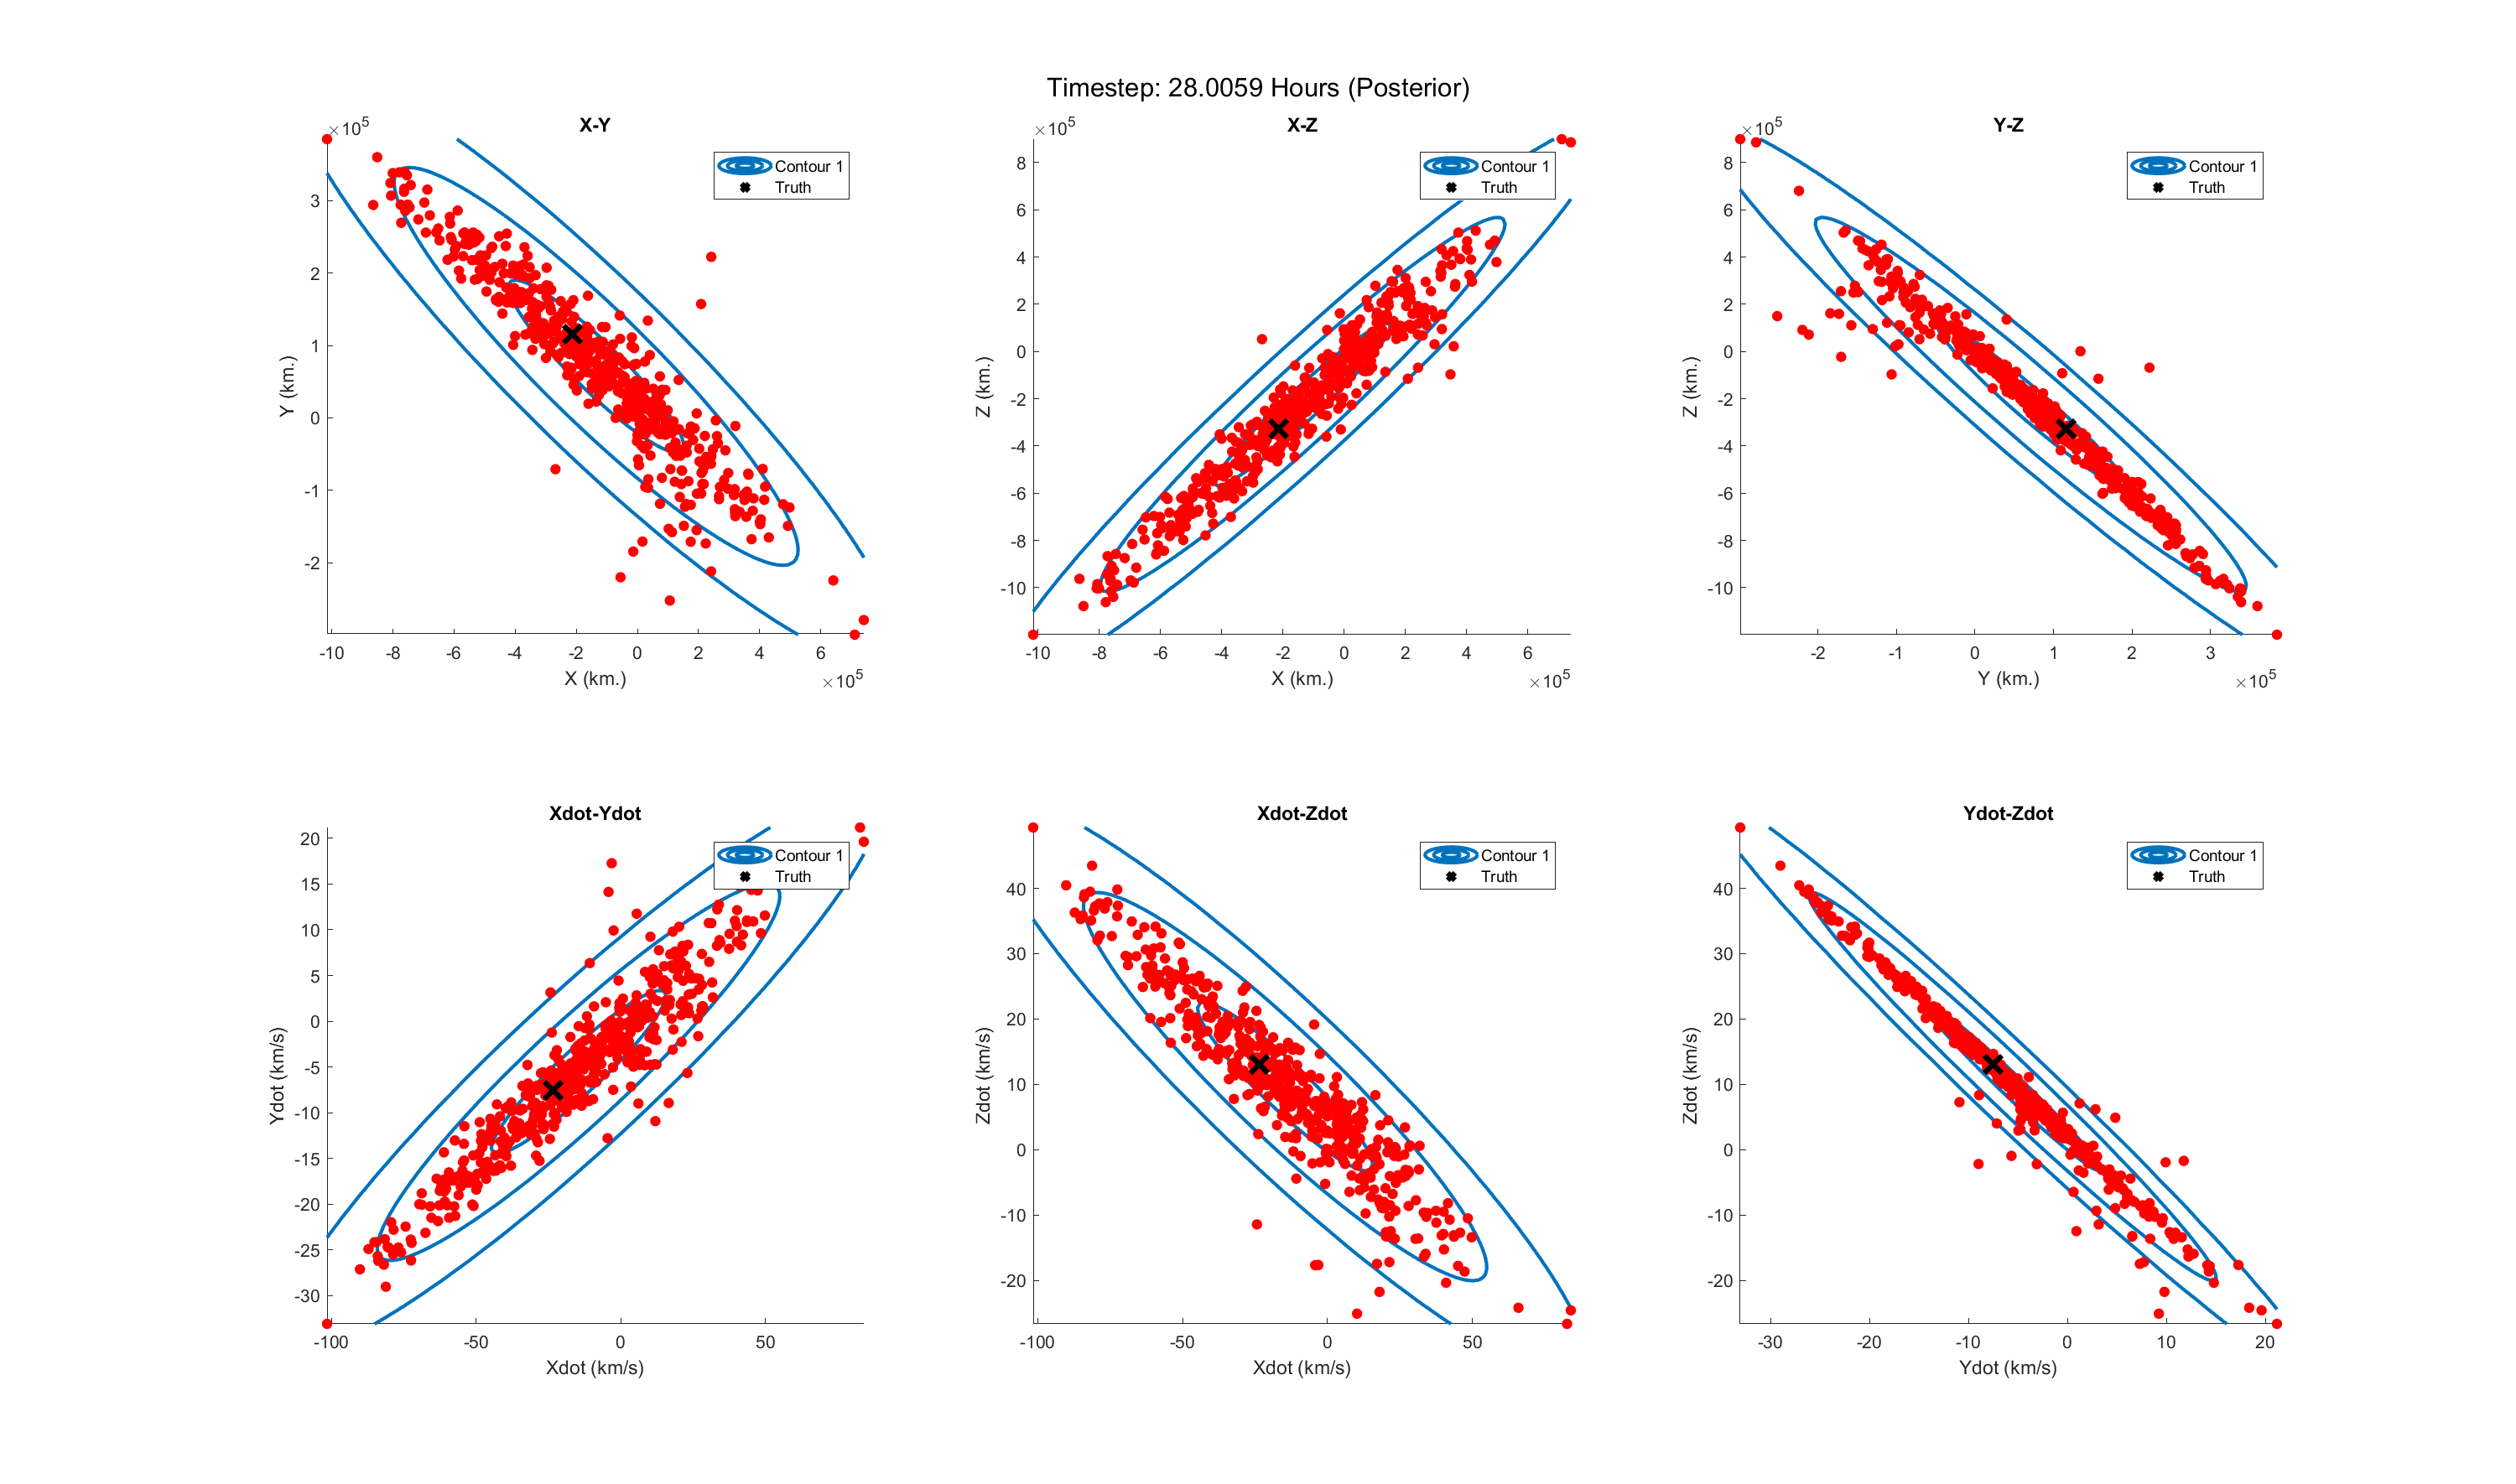 Timestep: 28.0059 Hours (Posterior)
X-Y
×10^5
Contour 1
Truth
3
2
1
0
-1
-2
Y (km.)
-10 -8 -6 -4 -2 0 2 4 6
X (km.)
×10^5
X-Z
×10^5
Contour 1
Truth
8
6
4
2
0
-2
-4
-6
-8
-10
Z (km.)
-10 -8 -6 -4 -2 0 2 4 6
X (km.)
×10^5
Y-Z
×10^5
Contour 1
Truth
8
6
4
2
0
-2
-4
-6
-8
-10
Z (km.)
-2 -1 0 1 2 3
Y (km.)
×10^5
Xdot-Ydot
Contour 1
Truth
20
15
10
5
0
-5
-10
-15
-20
-25
-30
Ydot (km/s)
-100 -50 0 50
Xdot (km/s)
Xdot-Zdot
Contour 1
Truth
40
30
20
10
0
-10
-20
Zdot (km/s)
-100 -50 0 50
Xdot (km/s)
Ydot-Zdot
Contour 1
Truth
40
30
20
10
0
-10
-20
Zdot (km/s)
-30 -20 -10 0 10 20
Ydot (km/s)